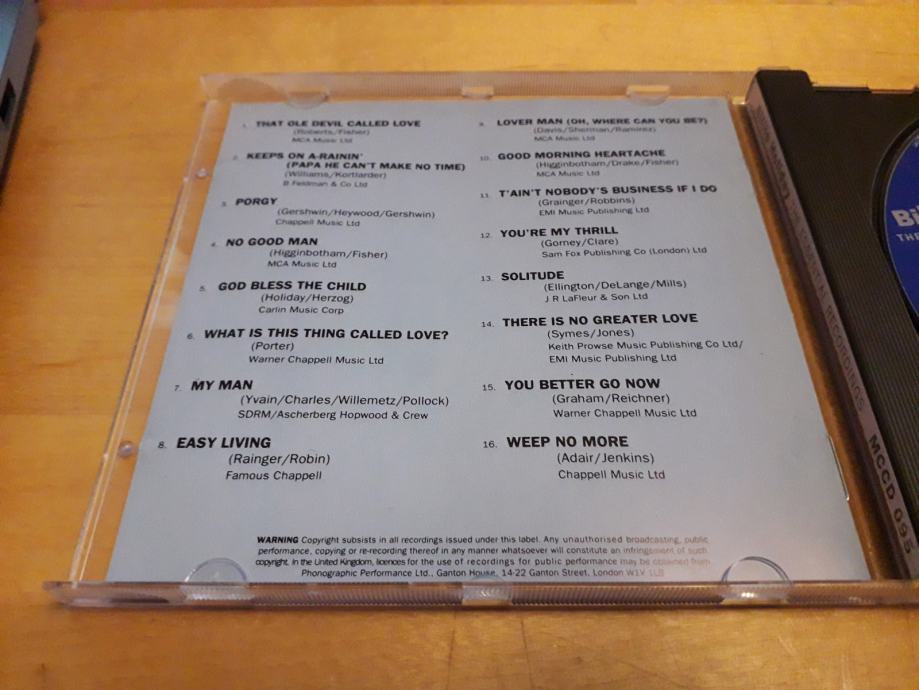 1. THAT OLE DEVIL CALLED LOVE
(Roberts/Fisher)
MCA Music Ltd
2. KEEPS ON A-RAININ'
(PAPA HE CAN'T MAKE NO TIME)
(Williams/Kortlarder)
B Feldman & Co Ltd
3. PORGY
(Gershwin/Heywood/Gershwin)
Chappell Music Ltd
4. NO GOOD MAN
(Higginbotham/Fisher)
MCA Music Ltd
5. GOD BLESS THE CHILD
(Holiday/Herzog)
Carlin Music Corp
6. WHAT IS THIS THING CALLED LOVE?
(Porter)
Warner Chappell Music Ltd
7. MY MAN
(Yvain/Charles/Willemetz/Pollock)
SDRM/Ascherberg Hopwood & Crew
8. EASY LIVING
(Rainger/Robin)
Famous Chappell
9. LOVER MAN (OH, WHERE CAN YOU BE?)
(Davis/Sherman/Ramirez)
MCA Music Ltd
10. GOOD MORNING HEARTACHE
(Higginbotham/Drake/Fisher)
MCA Music Ltd
11. T'AIN'T NOBODY'S BUSINESS IF I DO
(Grainger/Robbins)
EMI Music Publishing Ltd
12. YOU'RE MY THRILL
(Gorney/Clare)
Sam Fox Publishing Co (London) Ltd
13. SOLITUDE
(Ellington/DeLange/Mills)
J R LaFleur & Son Ltd
14. THERE IS NO GREATER LOVE
(Symes/Jones)
Keith Prowse Music Publishing Co Ltd/
EMI Music Publishing Ltd
15. YOU BETTER GO NOW
(Graham/Reichner)
Warner Chappell Music Ltd
16. WEEP NO MORE
(Adair/Jenkins)
Chappell Music Ltd
WARNING Copyright subsists in all recordings issued under this label. Any unauthorised broadcasting, public
performance, copying or re-recording thereof in any manner whatsoever will constitute an infringement of such
copyright. In the United Kingdom, licences for the use of recordings for public performance may be obtained from
Phonographic Performance Ltd., Ganton House, 14-22 Ganton Street, London W1V 1LB
RECORDINGS MCCD 095
Bi
THE